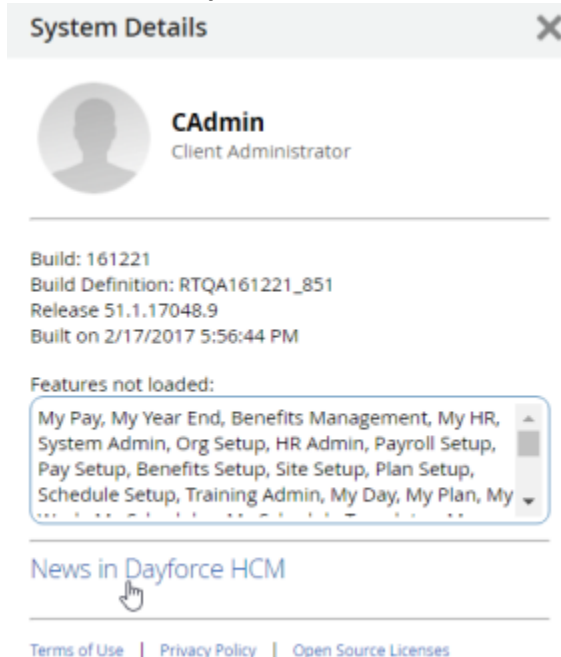 System Details
CAdmin
Client Administrator
Build: 161221
Build Definition: RTQA161221_851
Release 51.1.17048.9
Built on 2/17/2017 5:56:44 PM
Features not loaded:
My Pay, My Year End, Benefits Management, My HR,
System Admin, Org Setup, HR Admin, Payroll Setup,
Pay Setup, Benefits Setup, Site Setup, Plan Setup,
Schedule Setup, Training Admin, My Day, My Plan, My
News in Dayforce HCM
Terms of Use | Privacy Policy | Open Source Licenses